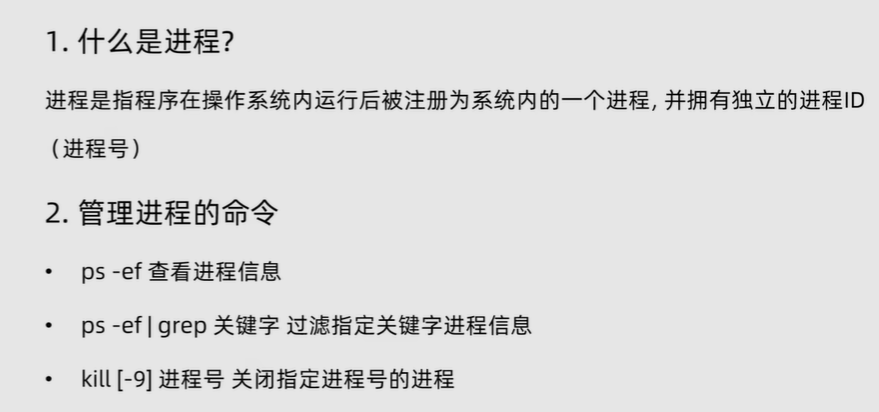 1. 什么是进程?
进程是指程序在操作系统内运行后被注册为系统内的一个进程, 并拥有独立的进程ID
（进程号）
2. 管理进程的命令
• ps -ef 查看进程信息
• ps -ef | grep 关键字 过滤指定关键字进程信息
• kill [-9] 进程号 关闭指定进程号的进程